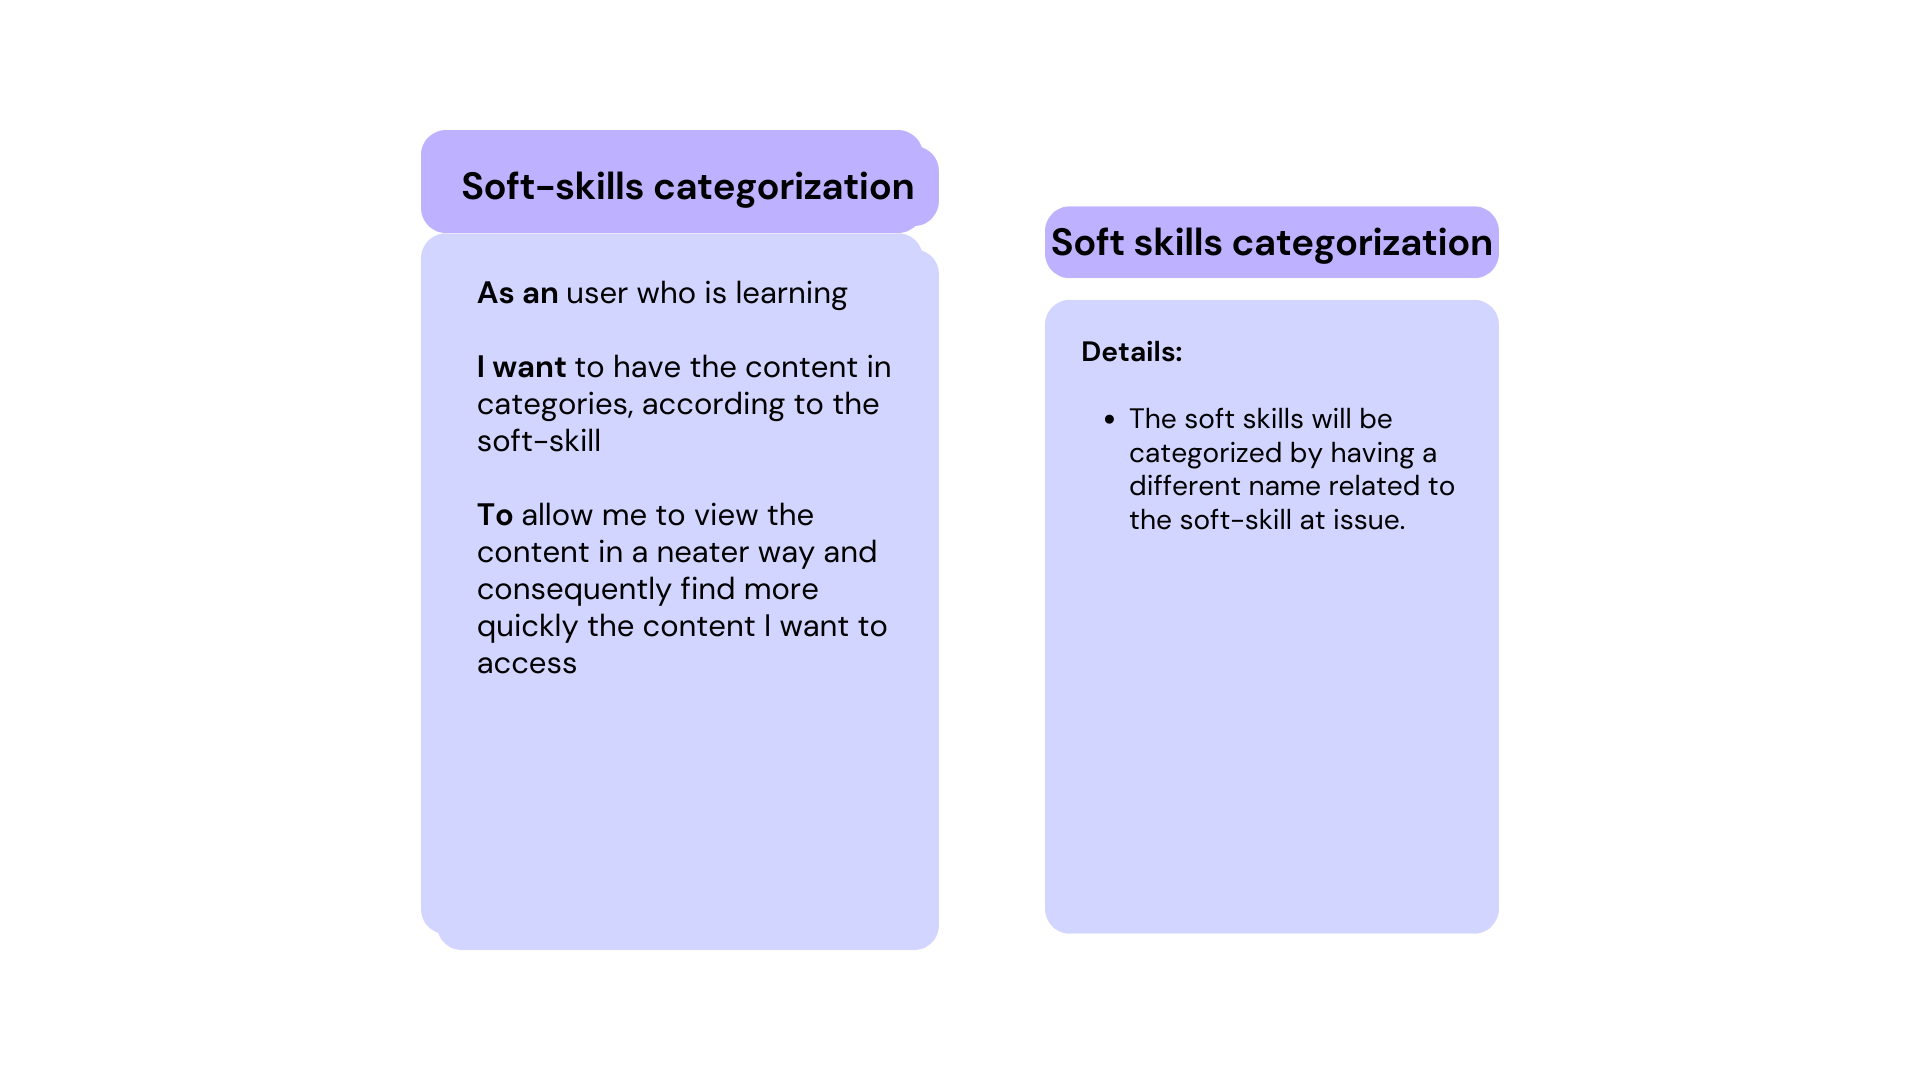 Soft-skills categorization
As an user who is learning
I want to have the content in
categories, according to the
soft-skill
To allow me to view the
content in a neater way and
consequently find more
quickly the content I want to
access
Soft skills categorization
Details:
• The soft skills will be
categorized by having a
different name related to
the soft-skill at issue.